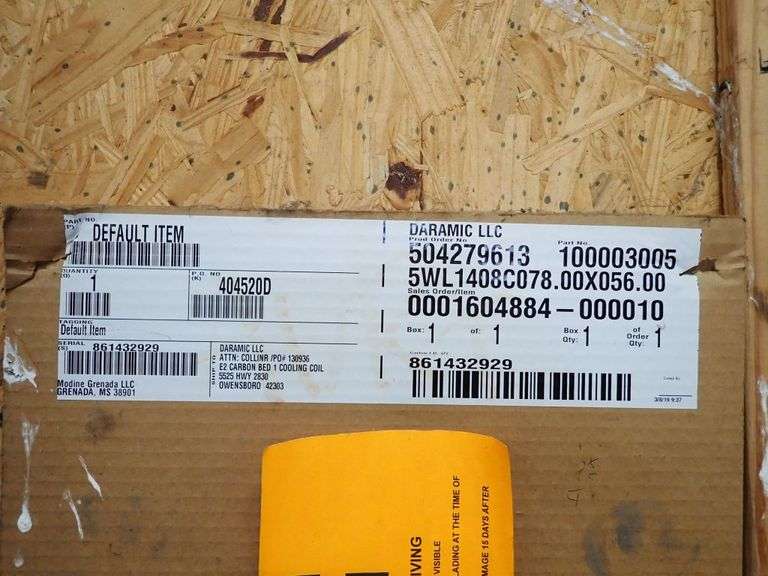 PART NO.
(P)
DEFAULT ITEM
QUANTITY
(Q)
1
P.O. NO
(K)
404520D
TAGGING
Default Item
SERIAL
(S)
861432929
Modine Grenada LLC
GRENADA, MS 38901
SHIP TO
DARAMIC LLC
ATTN: COLLINR /PO# 130936
E2 CARBON BED 1 COOLING COIL
5525 HWY 2830
OWENSBORO 42303
DARAMIC LLC
Prod Order No
Part No.
504279613
100003005
5WL1408C078.00X056.00
Sales Order/Item
0001604884-000010
Box: 1 of: 1
Box Qty: 1 of Order Qty: 1
861432929
3/8/19 9:37
IVING
VISIBLE
LADING AT THE TIME OF
MAGE 15 DAYS AFTER